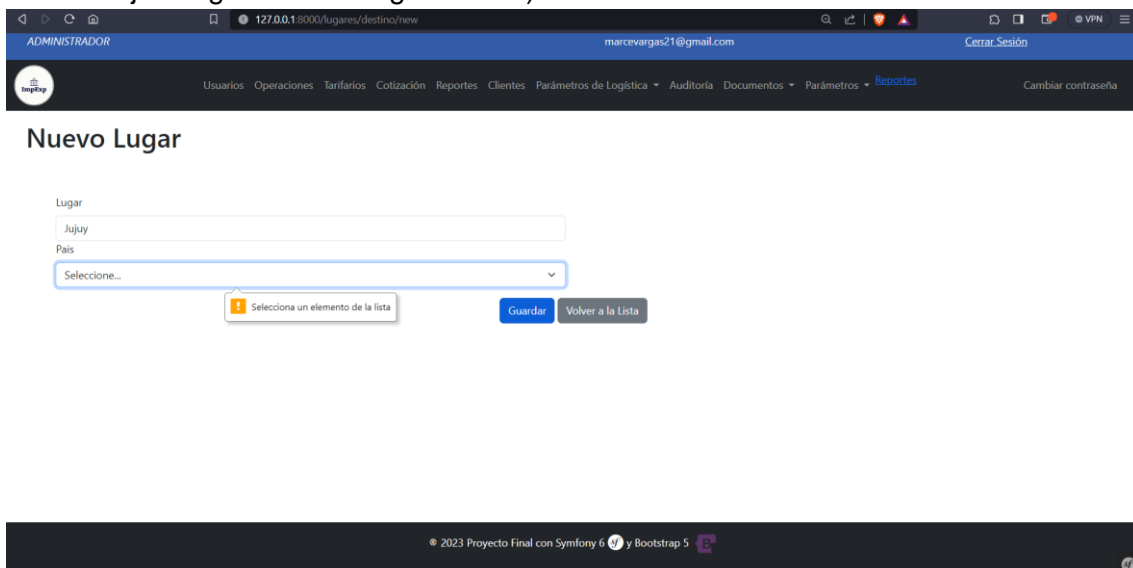 127.0.0.1:8000/lugares/destino/new
VPN
ADMINISTRADOR marcevargas21@gmail.com Cerrar Sesión
ImpExp
Usuarios Operaciones Tarifarios Cotización Reportes Clientes Parámetros de Logística Auditoría Documentos Parámetros Reportes Cambiar contraseña
Nuevo Lugar
Lugar
Jujuy
Pais
Seleccione...
Selecciona un elemento de la lista
Guardar Volver a la Lista
© 2023 Proyecto Final con Symfony 6 sf y Bootstrap 5 B